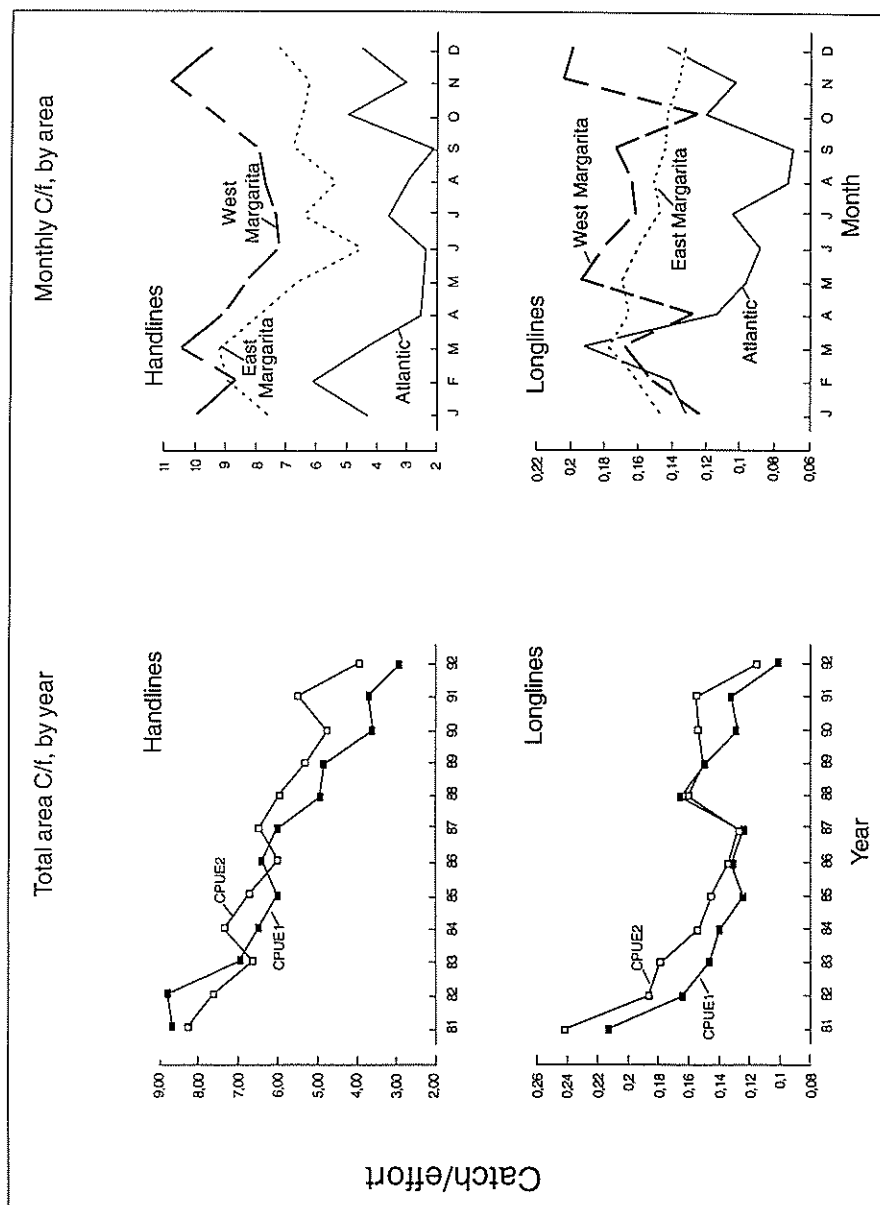 Total area C/f, by year
Monthly C/f, by area
Catch/effort
Handlines
9,00
8,00
7,00
6,00
5,00
4,00
3,00
2,00
CPUE2
CPUE1
81 82 83 84 85 86 87 88 89 90 91 92
Handlines
11
10
9
8
7
6
5
4
3
2
West
Margarita
East
Margarita
Atlantic
J F M A M J J A S O N D
Longlines
0,26
0,24
0,22
0,2
0,18
0,16
0,14
0,12
0,1
0,08
CPUE2
CPUE1
81 82 83 84 85 86 87 88 89 90 91 92
Year
Longlines
0,22
0,2
0,18
0,16
0,14
0,12
0,1
0,08
0,06
West Margarita
East Margarita
Atlantic
J F M A M J J A S O N D
Month